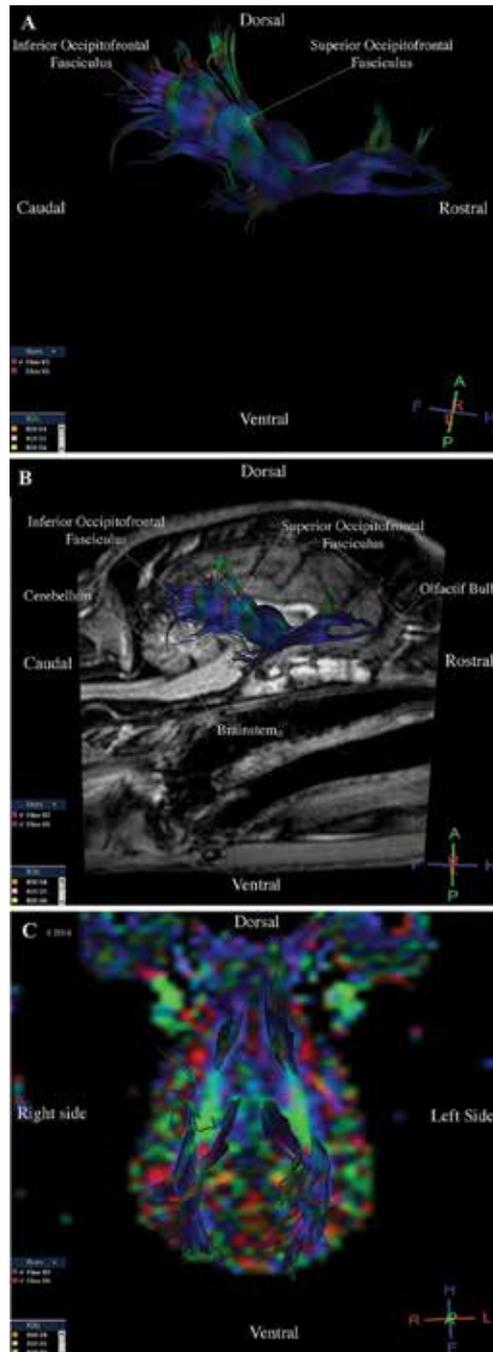 A
Dorsal
Inferior Occipitofrontal
Fasciculus
Superior Occipitofrontal
Fasciculus
Caudal
Rostral
Ventral
A
F
H
P
B
Dorsal
Inferior Occipitofrontal
Fasciculus
Superior Occipitofrontal
Fasciculus
Cerebellum
Olfactif Bulb
Caudal
Rostral
Brainstem
Ventral
A
H
P
C
Dorsal
Right side
Left Side
Ventral
H
R
L
F